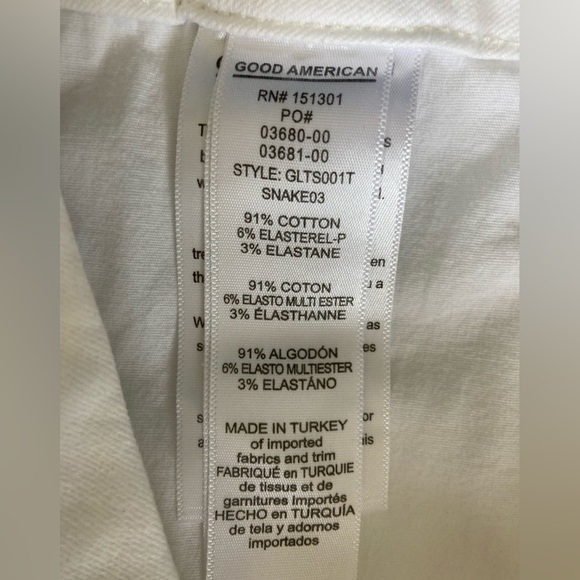 GOOD AMERICAN
RN# 151301
PO#
03680-00
03681-00
STYLE: GLTS001T
SNAKE03
91% COTTON
6% ELASTEREL-P
3% ELASTANE
91% COTON
6% ELASTO MULTI ESTER
3% ÉLASTHANNE
91% ALGODÓN
6% ELASTO MULTIESTER
3% ELASTÁNO
MADE IN TURKEY
of imported
fabrics and trim
FABRIQUÉ en TURQUIE
de tissus et de
garnitures importés
HECHO en TURQUÍA
de tela y adornos
importados